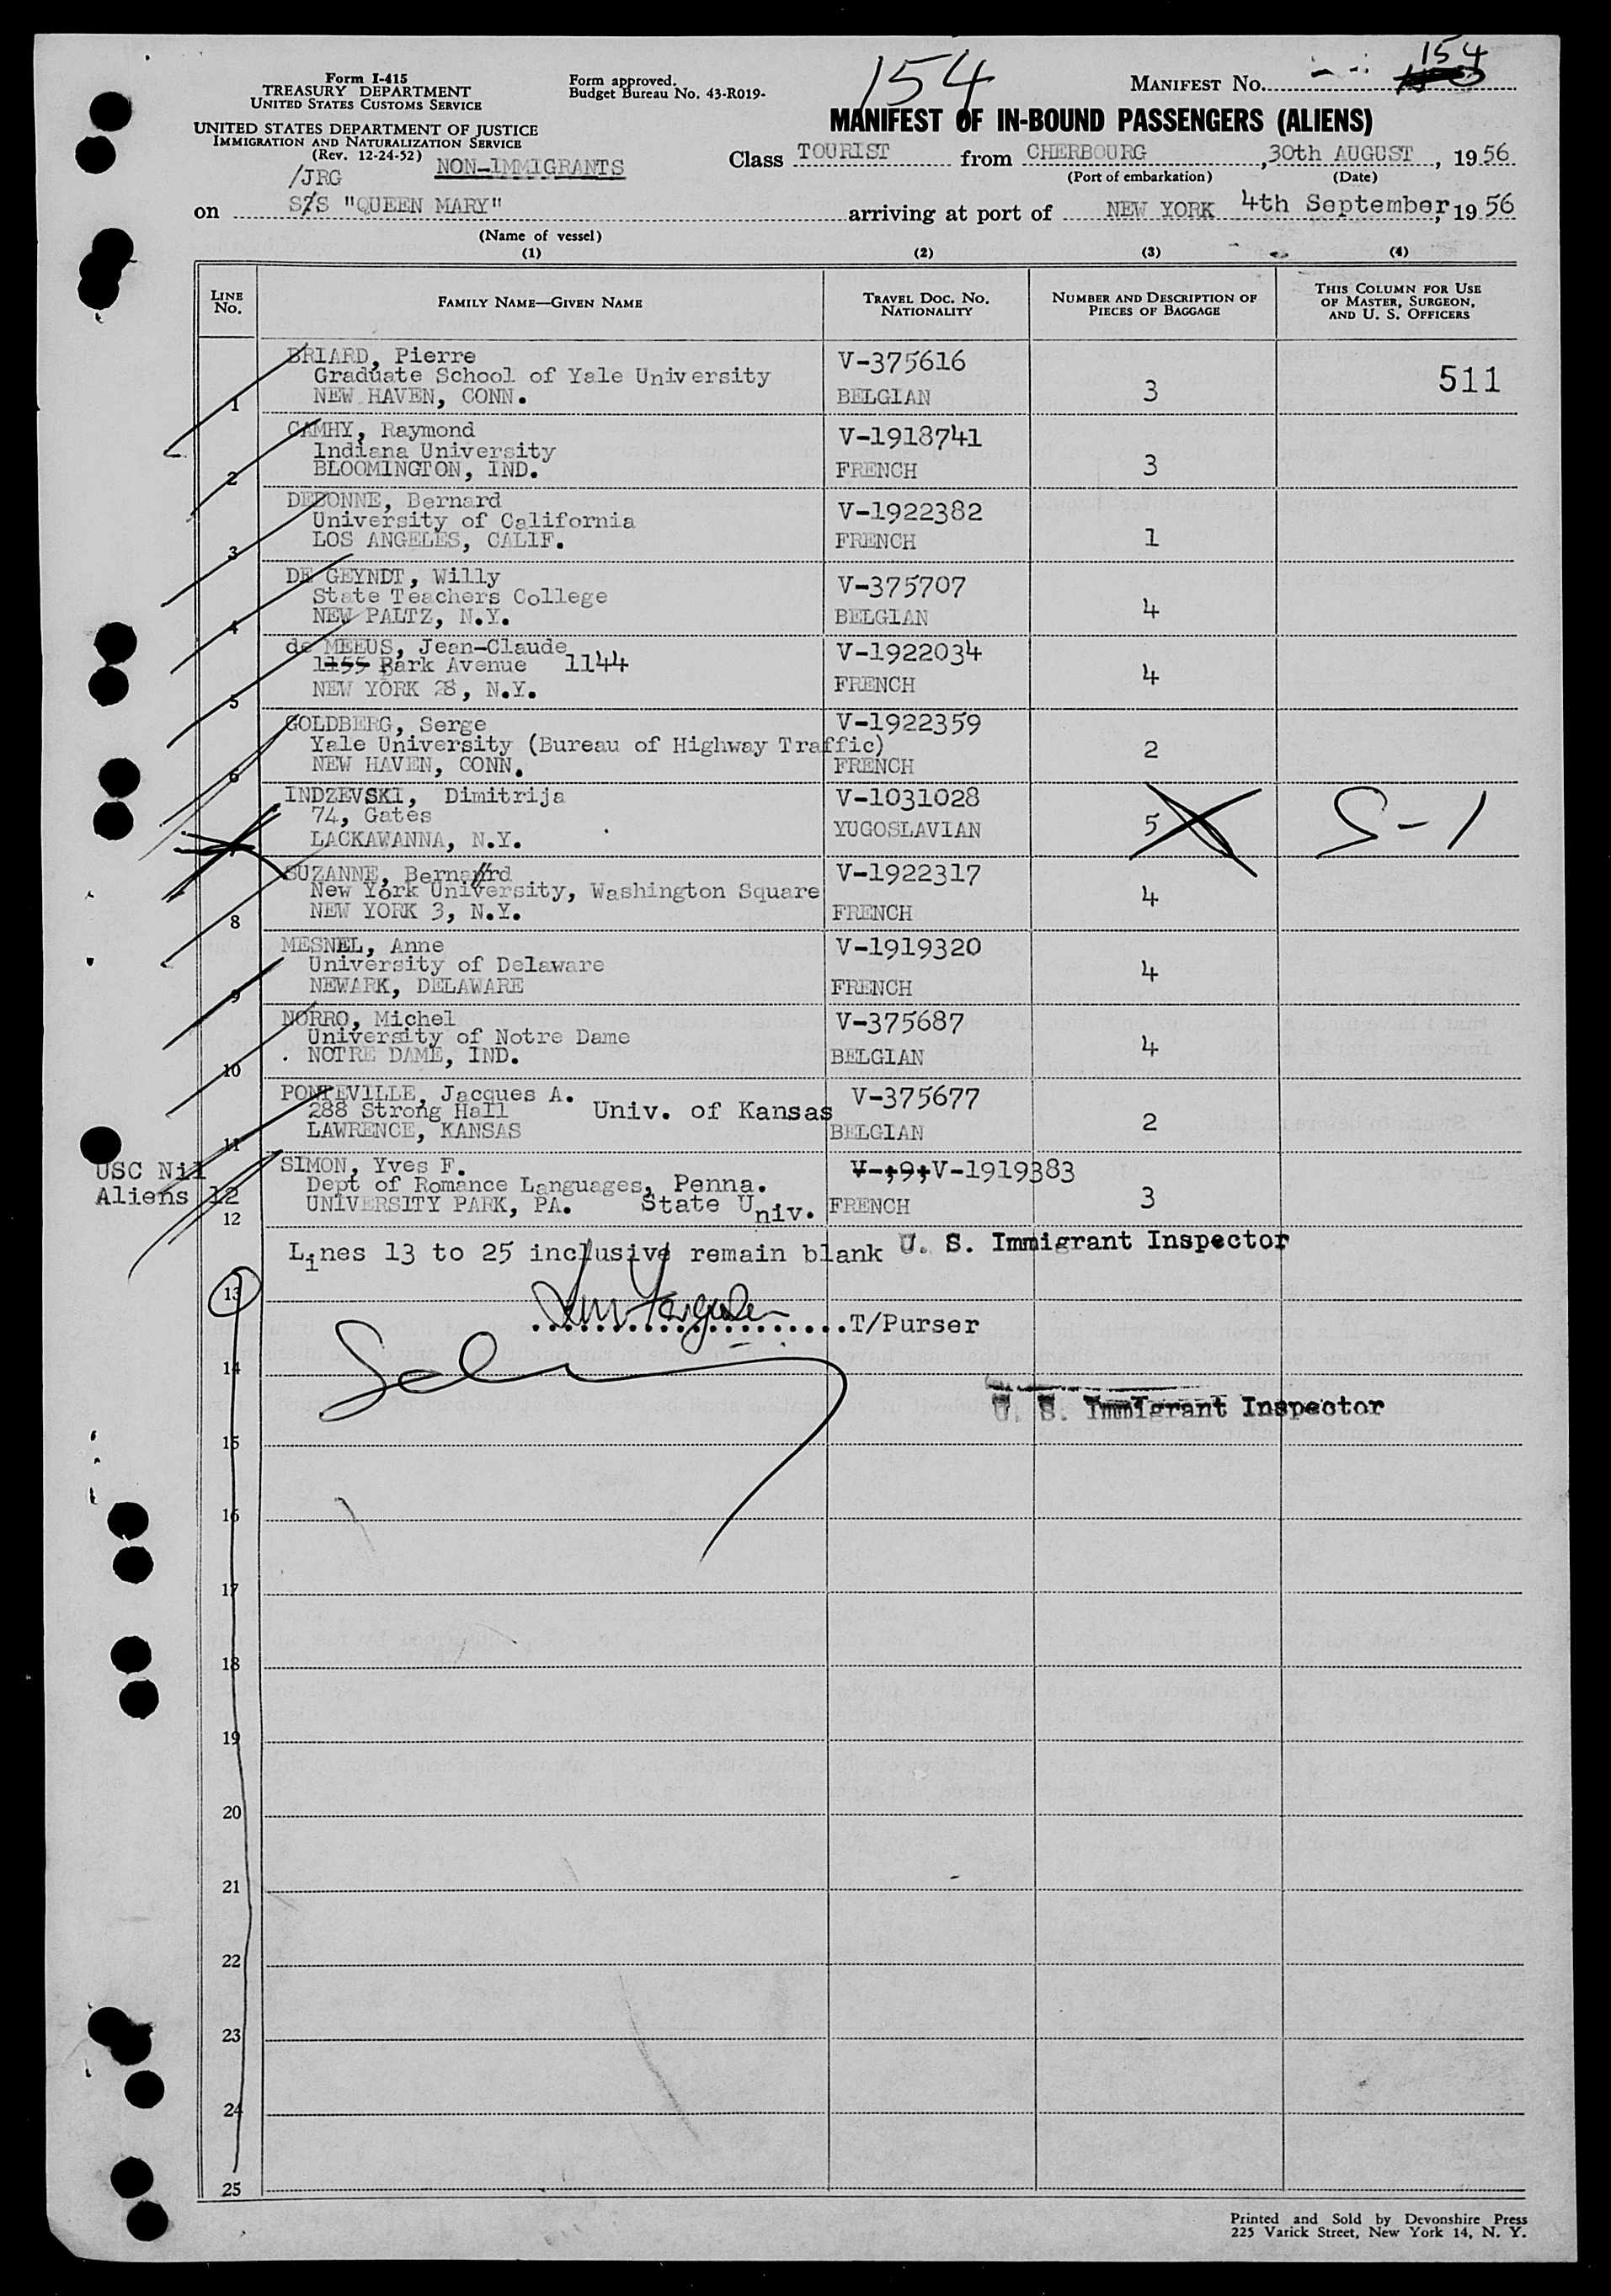 154
154
Form I-415
TREASURY DEPARTMENT
UNITED STATES CUSTOMS SERVICE
Form approved.
Budget Bureau No. 43-R019-
MANIFEST No.
UNITED STATES DEPARTMENT OF JUSTICE
IMMIGRATION AND NATURALIZATION SERVICE
(Rev. 12-24-52)
MANIFEST OF IN-BOUND PASSENGERS (ALIENS)
/JRG NON-IMMIGRANTS
Class TOURIST from CHERBOURG, 30th AUGUST, 1956
(Port of embarkation) (Date)
on S/S "QUEEN MARY" arriving at port of NEW YORK 4th September, 1956
(Name of vessel)
(1) (2) (3) (4)
LINE No. FAMILY NAME—GIVEN NAME TRAVEL DOC. NO. NATIONALITY NUMBER AND DESCRIPTION OF PIECES OF BAGGAGE THIS COLUMN FOR USE OF MASTER, SURGEON, AND U. S. OFFICERS
BRIARD, Pierre V-375616
Graduate School of Yale University 511
1 NEW HAVEN, CONN. BELGIAN 3
CAMHY, Raymond V-1918741
Indiana University
2 BLOOMINGTON, IND. FRENCH 3
DEBONNE, Bernard V-1922382
University of California
3 LOS ANGELES, CALIF. FRENCH 1
DE GEYNDT, Willy V-375707
State Teachers College
4 NEW PALTZ, N.Y. BELGIAN 4
de MEEUS, Jean-Claude V-1922034
1155 Park Avenue 1144
5 NEW YORK 28, N.Y. FRENCH 4
GOLDBERG, Serge V-1922359
Yale University (Bureau of Highway Traffic)
6 NEW HAVEN, CONN. FRENCH 2
INDZEVSKI, Dimitrija V-1031028
74, Gates S-1
LACKAWANNA, N.Y. YUGOSLAVIAN 5
SUZANNE, Bernard V-1922317
New York University, Washington Square
8 NEW YORK 3, N.Y. FRENCH 4
MESNEL, Anne V-1919320
University of Delaware
9 NEWARK, DELAWARE FRENCH 4
NORRO, Michel V-375687
University of Notre Dame
10 NOTRE DAME, IND. BELGIAN 4
PONTEVILLE, Jacques A. V-375677
288 Strong Hall Univ. of Kansas
11 LAWRENCE, KANSAS BELGIAN 2
USC Nil
Aliens 12
SIMON, Yves F. V-191V-1919383
Dept of Romance Languages, Penna.
12 UNIVERSITY PARK, PA. State Univ. FRENCH 3
Lines 13 to 25 inclusive remain blank U. S. Immigrant Inspector
13
T/Purser
14
U. S. Immigrant Inspector
15
16
17
18
19
20
21
22
23
24
25
Printed and Sold by Devonshire Press
225 Varick Street, New York 14, N. Y.